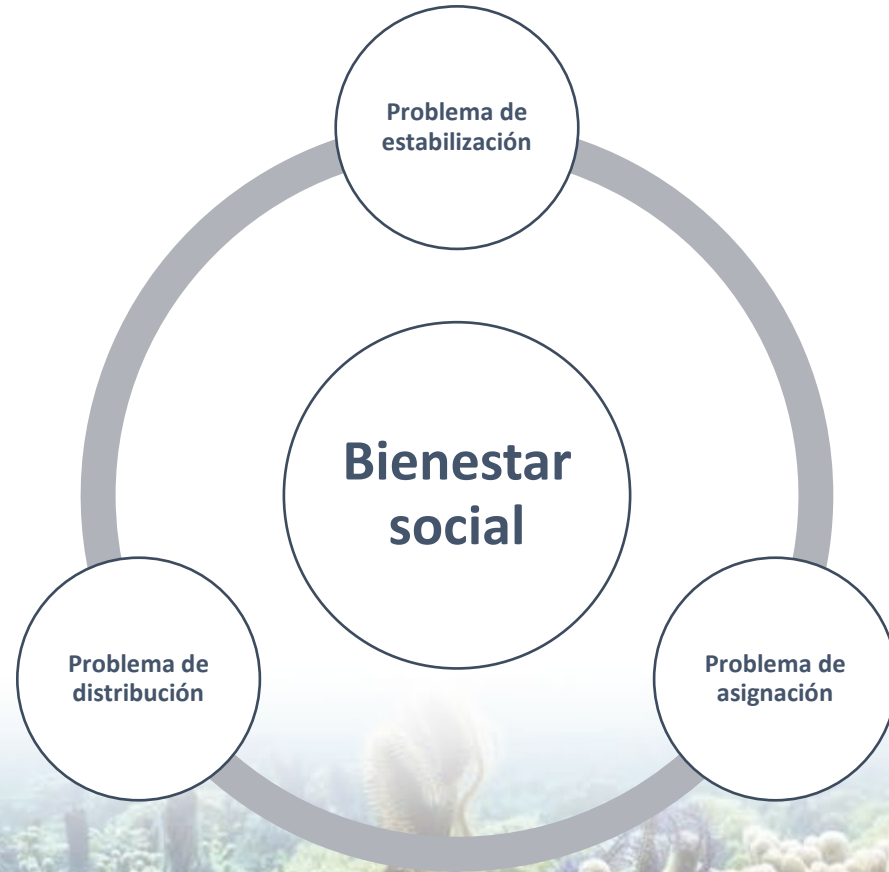 Problema de
estabilización
Bienestar
social
Problema de
distribución
Problema de
asignación